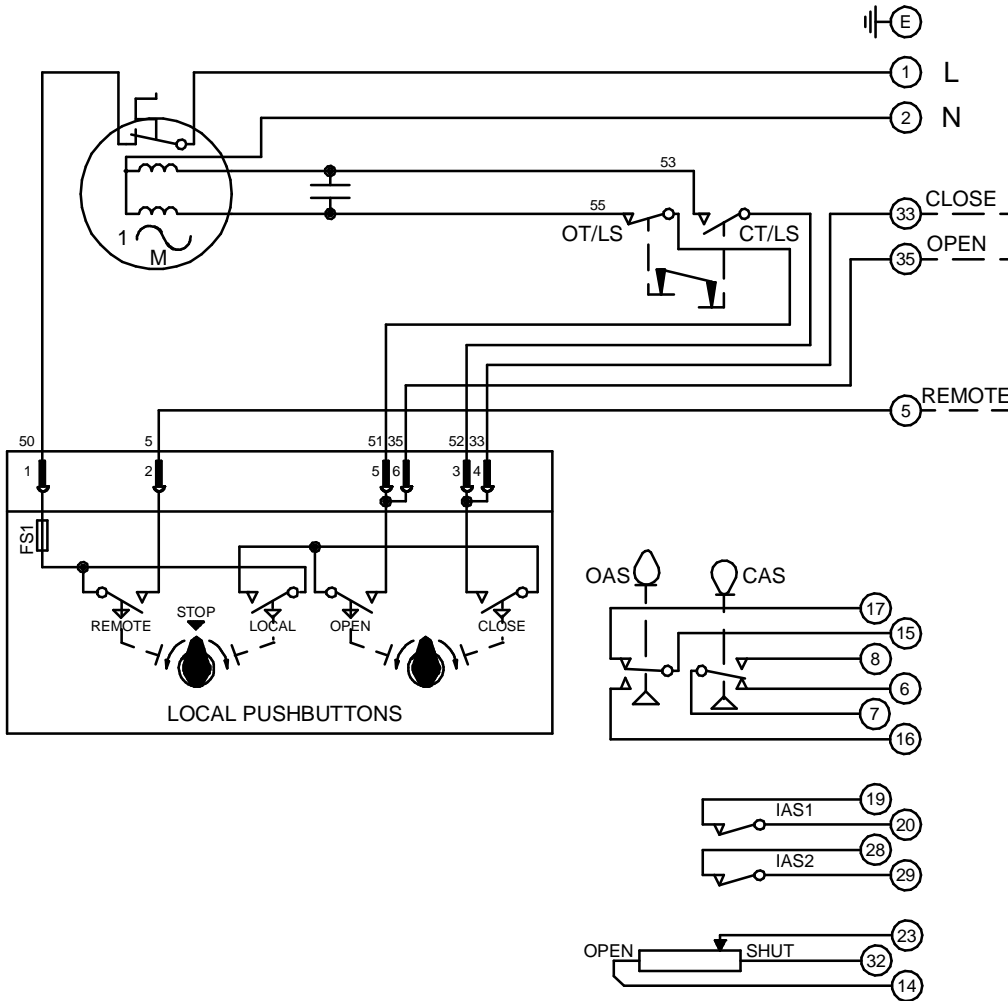 E
1 L
2 N
53
33 CLOSE
55
OT/LS CT/LS
1
M
35 OPEN
5 REMOTE
50 5 51 35 52 33
1 2 5 6 3 4
FS1
REMOTE STOP LOCAL OPEN CLOSE
LOCAL PUSHBUTTONS
OAS CAS
17
15
8
6
7
16
19
IAS1
20
28
IAS2
29
23
OPEN SHUT
32
14